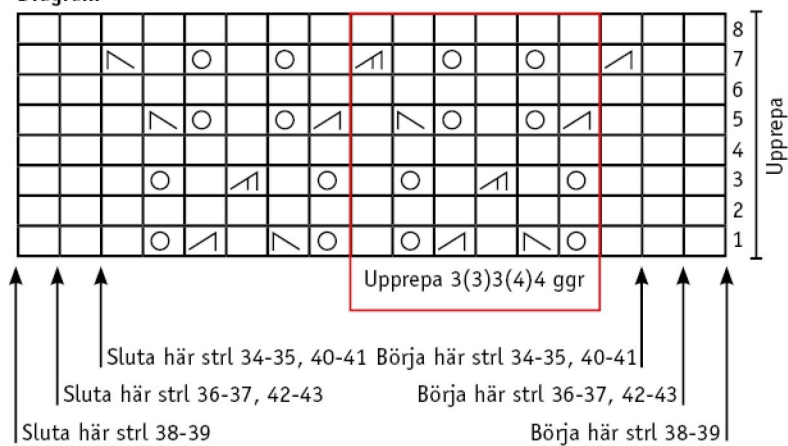 8
7
6
5
4
3
2
1
Upprepa
Upprepa 3(3)3(4)4 ggr
Sluta här strl 34-35, 40-41 Börja här strl 34-35, 40-41
Sluta här strl 36-37, 42-43 Börja här strl 36-37, 42-43
Sluta här strl 38-39 Börja här strl 38-39